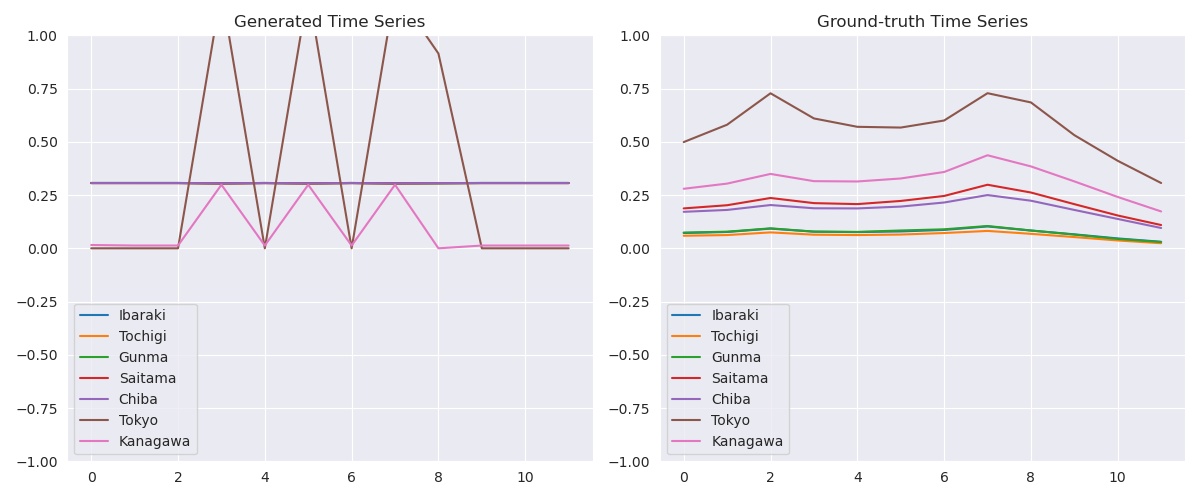 Generated Time Series
1.00
0.75
0.50
0.25
0.00
−0.25
−0.50
−0.75
−1.00
0 2 4 6 8 10
Ibaraki
Tochigi
Gunma
Saitama
Chiba
Tokyo
Kanagawa
Ground-truth Time Series
1.00
0.75
0.50
0.25
0.00
−0.25
−0.50
−0.75
−1.00
0 2 4 6 8 10
Ibaraki
Tochigi
Gunma
Saitama
Chiba
Tokyo
Kanagawa